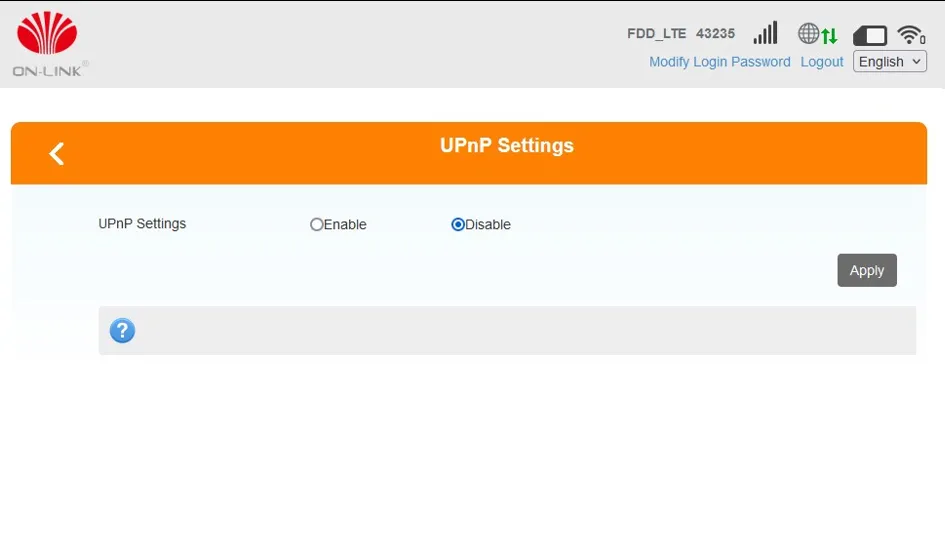 FDD_LTE 43235
0
ON-LINK®
Modify Login Password Logout English
UPnP Settings
UPnP Settings Enable Disable
Apply
?